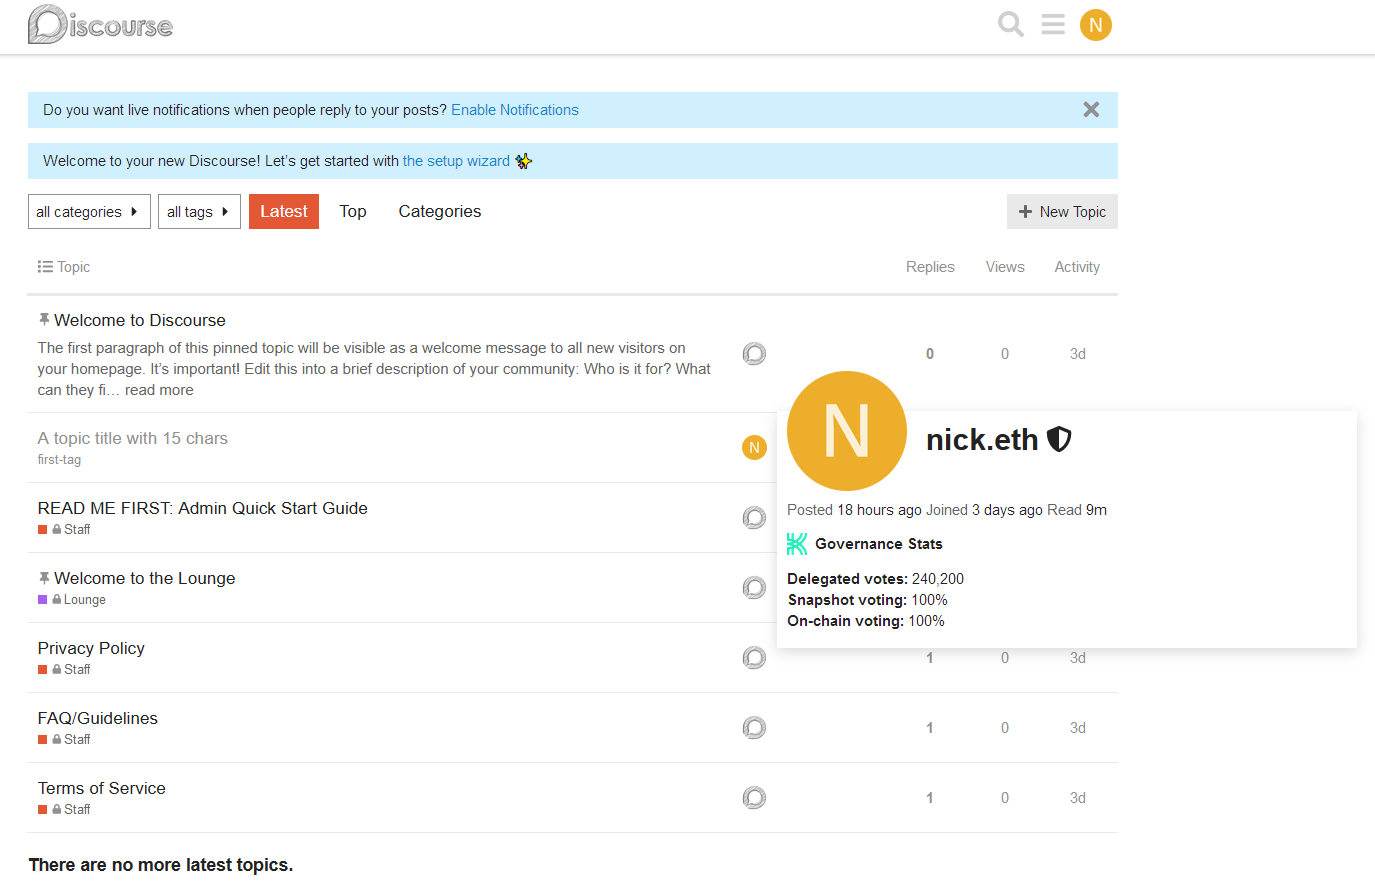 Discourse
N
Do you want live notifications when people reply to your posts? Enable Notifications
Welcome to your new Discourse! Let's get started with the setup wizard
all categories
all tags
Latest
Top
Categories
New Topic
Topic
Replies
Views
Activity
Welcome to Discourse
The first paragraph of this pinned topic will be visible as a welcome message to all new visitors on
your homepage. It's important! Edit this into a brief description of your community: Who is it for? What
can they fi... read more
0
0
3d
A topic title with 15 chars
first-tag
N
N
nick.eth
Posted 18 hours ago Joined 3 days ago Read 9m
Governance Stats
Delegated votes: 240,200
Snapshot voting: 100%
On-chain voting: 100%
READ ME FIRST: Admin Quick Start Guide
Staff
Welcome to the Lounge
Lounge
Privacy Policy
Staff
1
0
3d
FAQ/Guidelines
Staff
1
0
3d
Terms of Service
Staff
1
0
3d
There are no more latest topics.